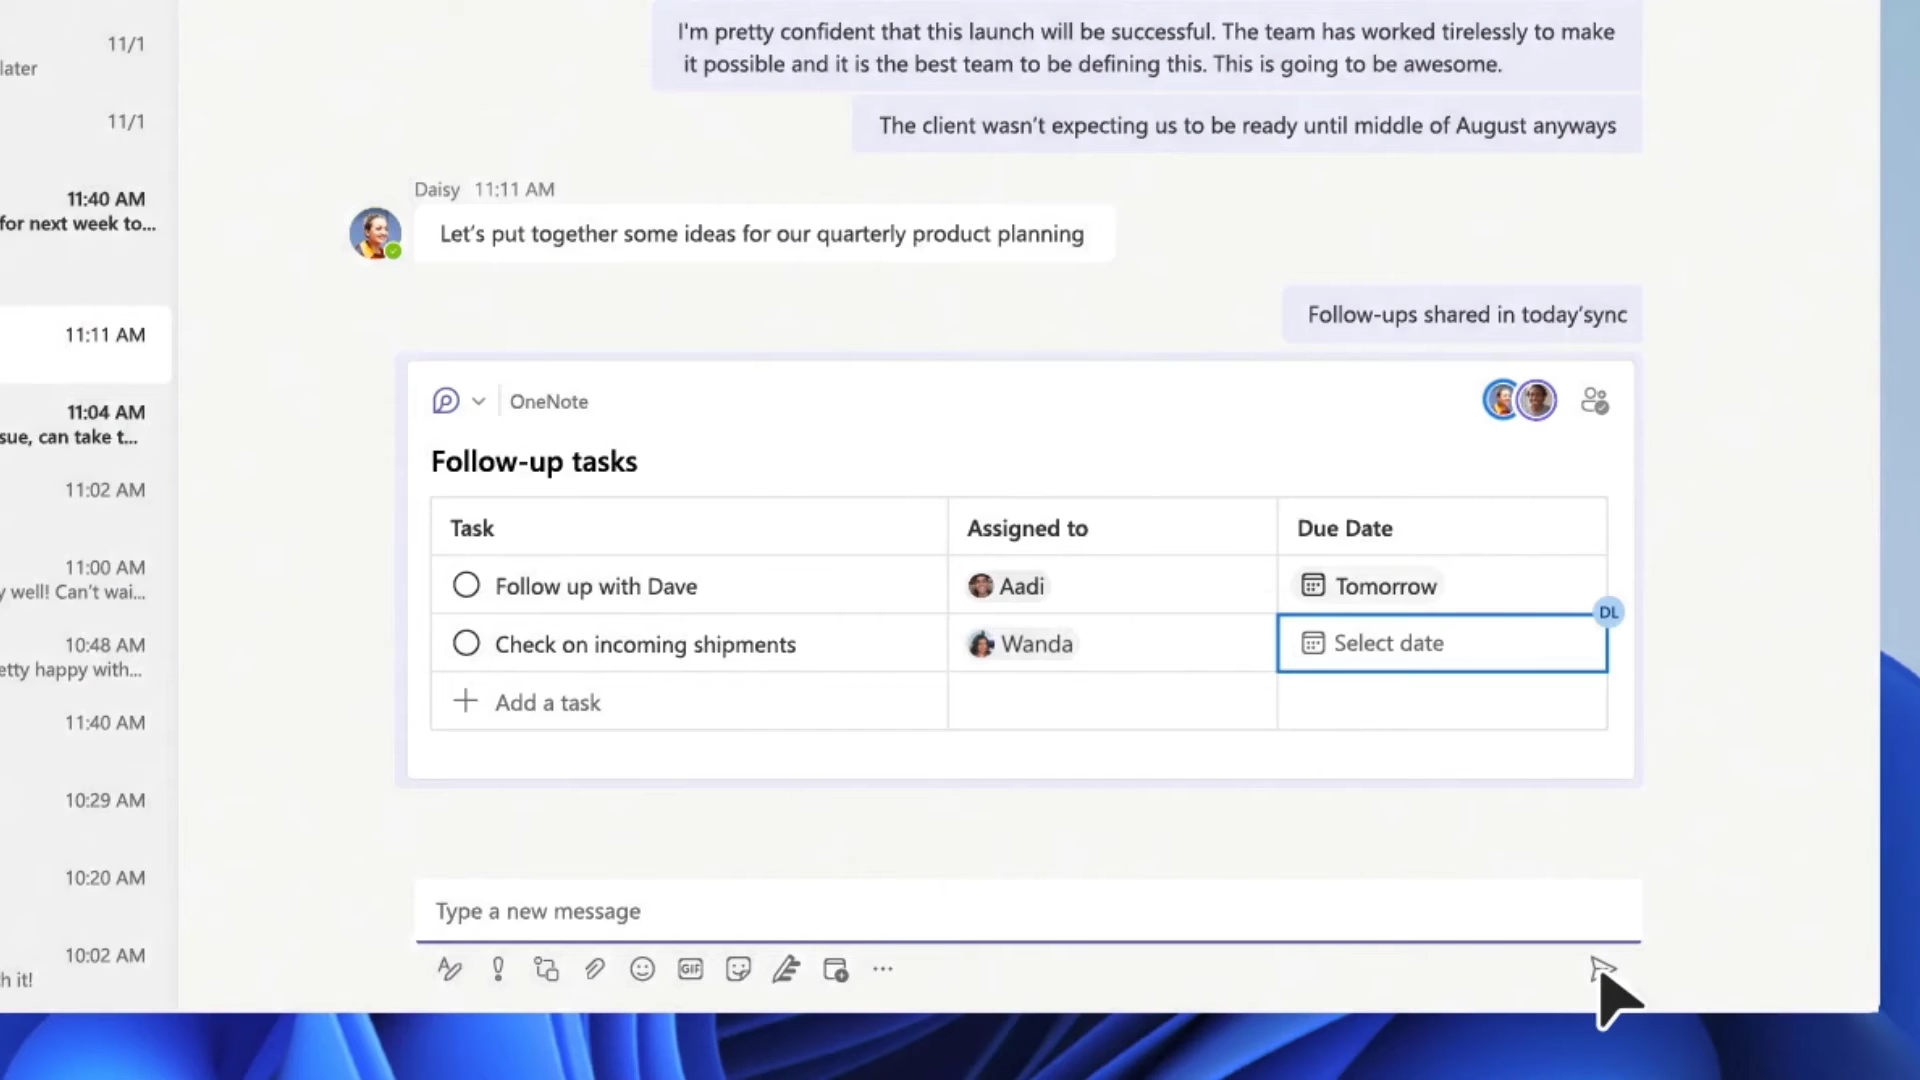 11/1
later
11/1
11:40 AM
for next week to...
11:11 AM
11:04 AM
sue, can take t...
11:02 AM
11:00 AM
y well! Can't wai...
10:48 AM
etty happy with...
11:40 AM
10:29 AM
10:20 AM
10:02 AM
h it!
I'm pretty confident that this launch will be successful. The team has worked tirelessly to make
it possible and it is the best team to be defining this. This is going to be awesome.
The client wasn't expecting us to be ready until middle of August anyways
Daisy 11:11 AM
Let's put together some ideas for our quarterly product planning
Follow-ups shared in today'sync
OneNote
Follow-up tasks
Task Assigned to Due Date
Follow up with Dave Aadi Tomorrow
DL
Check on incoming shipments Wanda Select date
Add a task
Type a new message
GIF